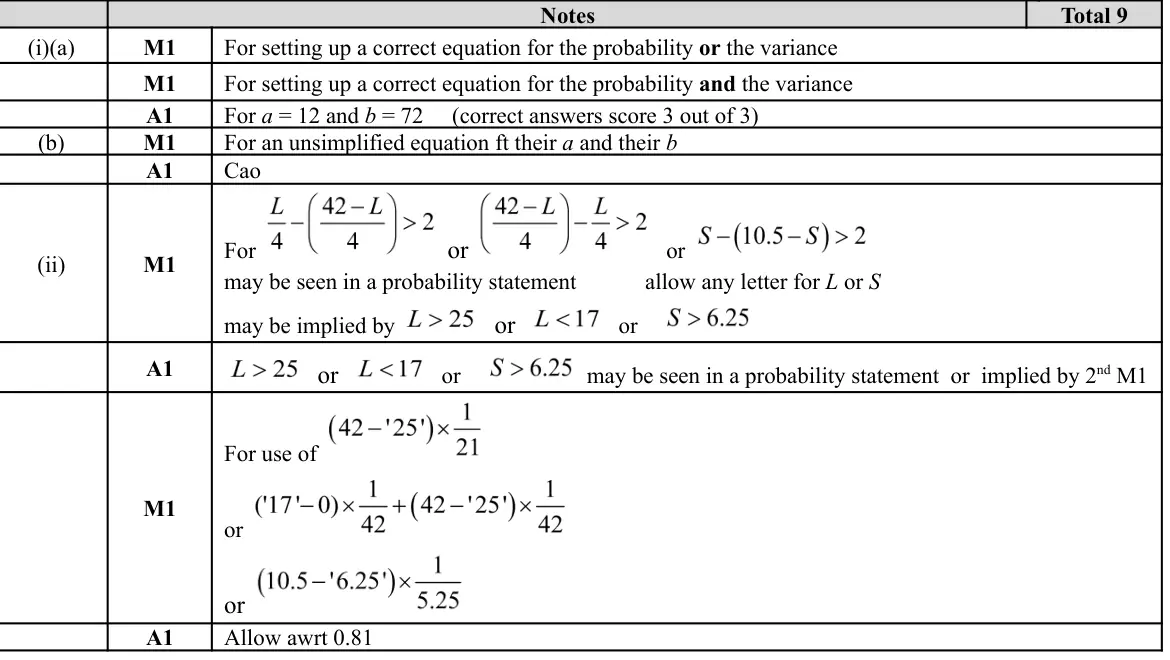 Notes Total 9
(i)(a) M1 For setting up a correct equation for the probability or the variance
M1 For setting up a correct equation for the probability and the variance
A1 For a = 12 and b = 72 (correct answers score 3 out of 3)
(b) M1 For an unsimplified equation ft their a and their b
A1 Cao
(ii) M1 For L/4 − ((42 − L)/4) > 2 or ((42 − L)/4) − L/4 > 2 or S − (10.5 − S) > 2
may be seen in a probability statement allow any letter for L or S
may be implied by L > 25 or L < 17 or S > 6.25
A1 L > 25 or L < 17 or S > 6.25 may be seen in a probability statement or implied by 2nd M1
M1 For use of (42 − '25') × 1/21
or ('17' − 0) × 1/42 + (42 − '25') × 1/42
or (10.5 − '6.25') × 1/5.25
A1 Allow awrt 0.81